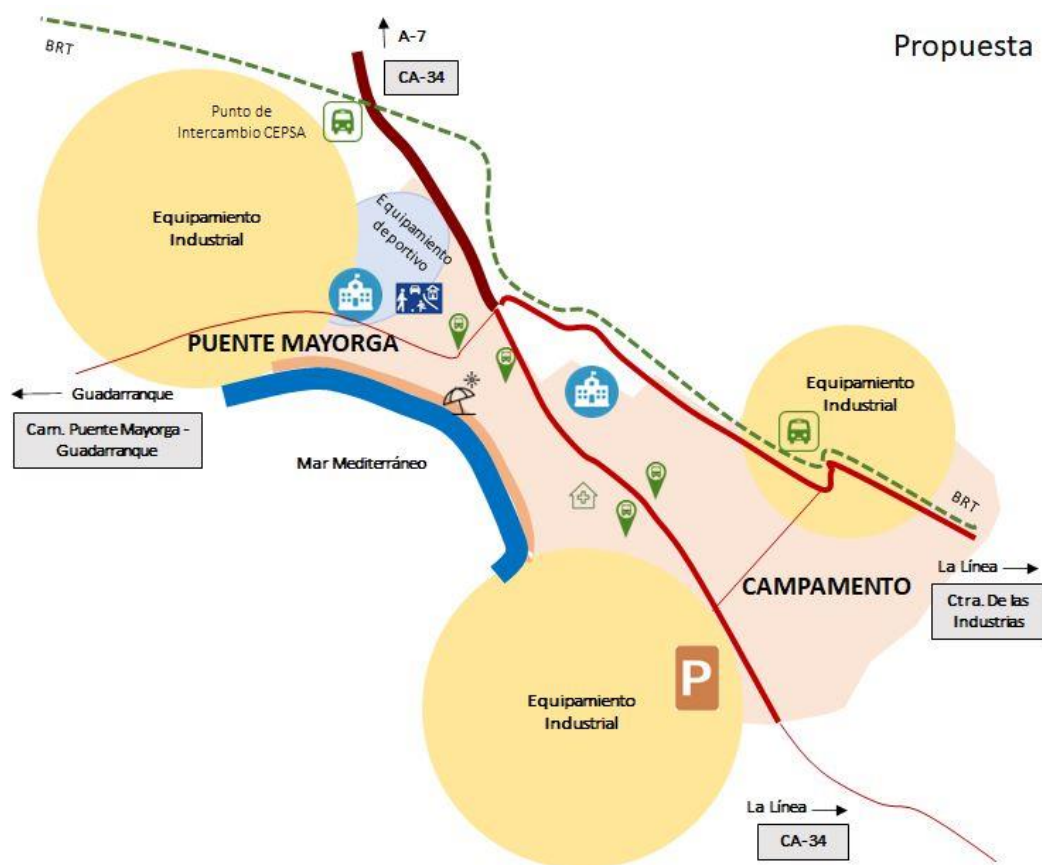 Propuesta
BRT
A-7
CA-34
Punto de
Intercambio CEPSA
Equipamiento
Industrial
Equipamiento
deportivo
PUENTE MAYORGA
Guadarranque
Cam. Puente Mayorga -
Guadarranque
Mar Mediterráneo
Equipamiento
Industrial
BRT
La Línea
Ctra. De las
Industrias
CAMPAMENTO
P
Equipamiento
Industrial
La Línea
CA-34